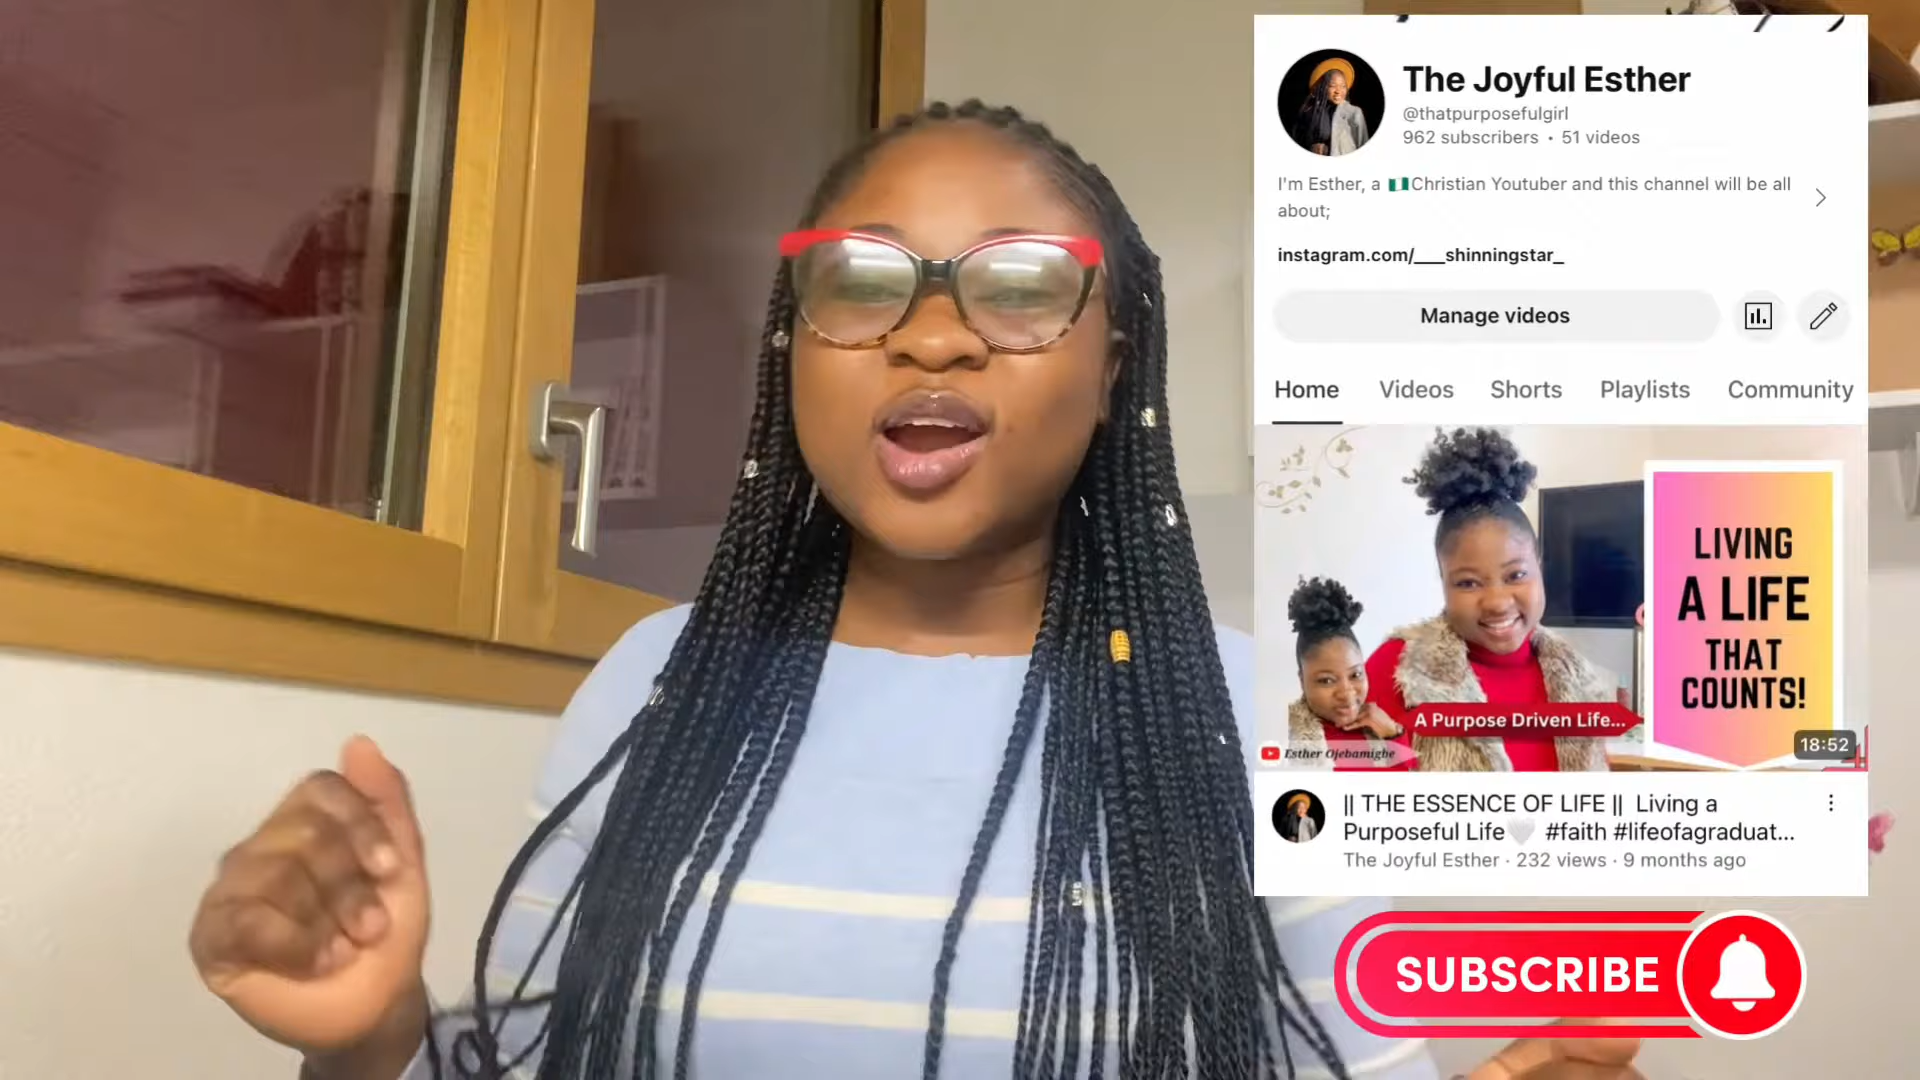 The Joyful Esther
@thatpurposefulgirl
962 subscribers • 51 videos
I'm Esther, a 🇳🇬Christian Youtuber and this channel will be all
about;
instagram.com/___shinningstar_
Manage videos
Home Videos Shorts Playlists Community
LIVING
A LIFE
THAT
COUNTS!
A Purpose Driven Life...
Esther Ojebamigbe
18:52
|| THE ESSENCE OF LIFE || Living a
Purposeful Life🤍 #faith #lifeofagraduat...
The Joyful Esther · 232 views · 9 months ago
SUBSCRIBE